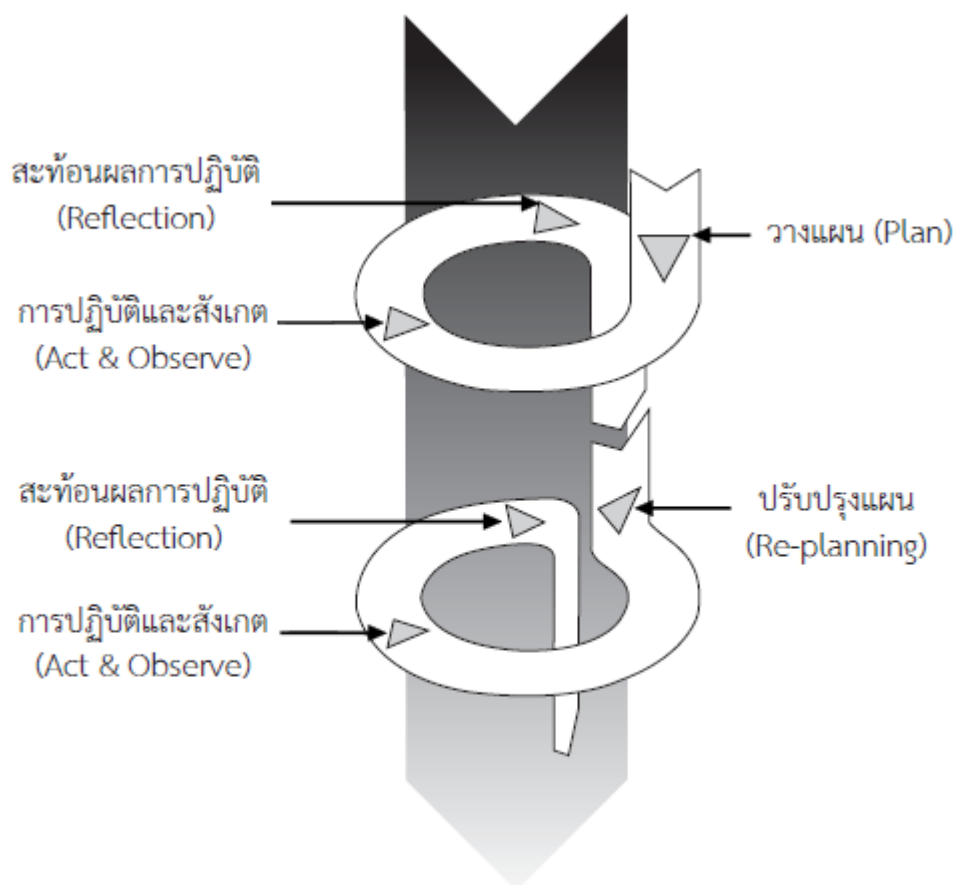 สะท้อนผลการปฏิบัติ
(Reflection)
วางแผน (Plan)
การปฏิบัติและสังเกต
(Act & Observe)
สะท้อนผลการปฏิบัติ
(Reflection)
ปรับปรุงแผน
(Re-planning)
การปฏิบัติและสังเกต
(Act & Observe)